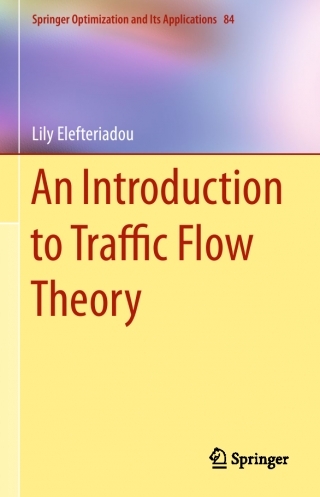 Springer Optimization and Its Applications 84
Lily Elefteriadou
An Introduction
to Traffic Flow
Theory
Springer